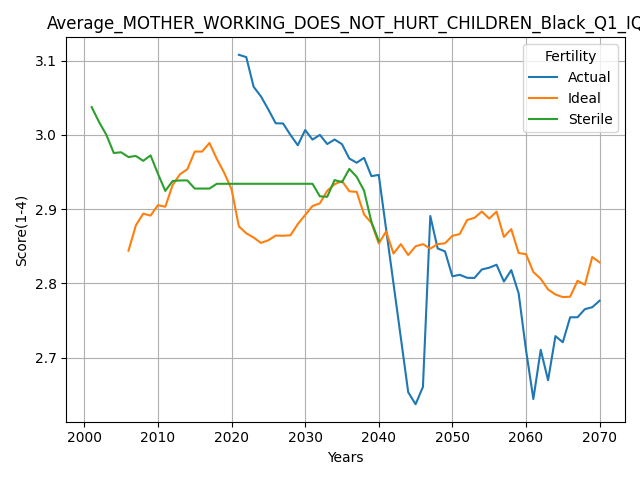 Average_MOTHER_WORKING_DOES_NOT_HURT_CHILDREN_Black_Q1_IQ
Score(1-4)
3.1
3.0
2.9
2.8
2.7
Fertility
Actual
Ideal
Sterile
2000 2010 2020 2030 2040 2050 2060 2070
Years